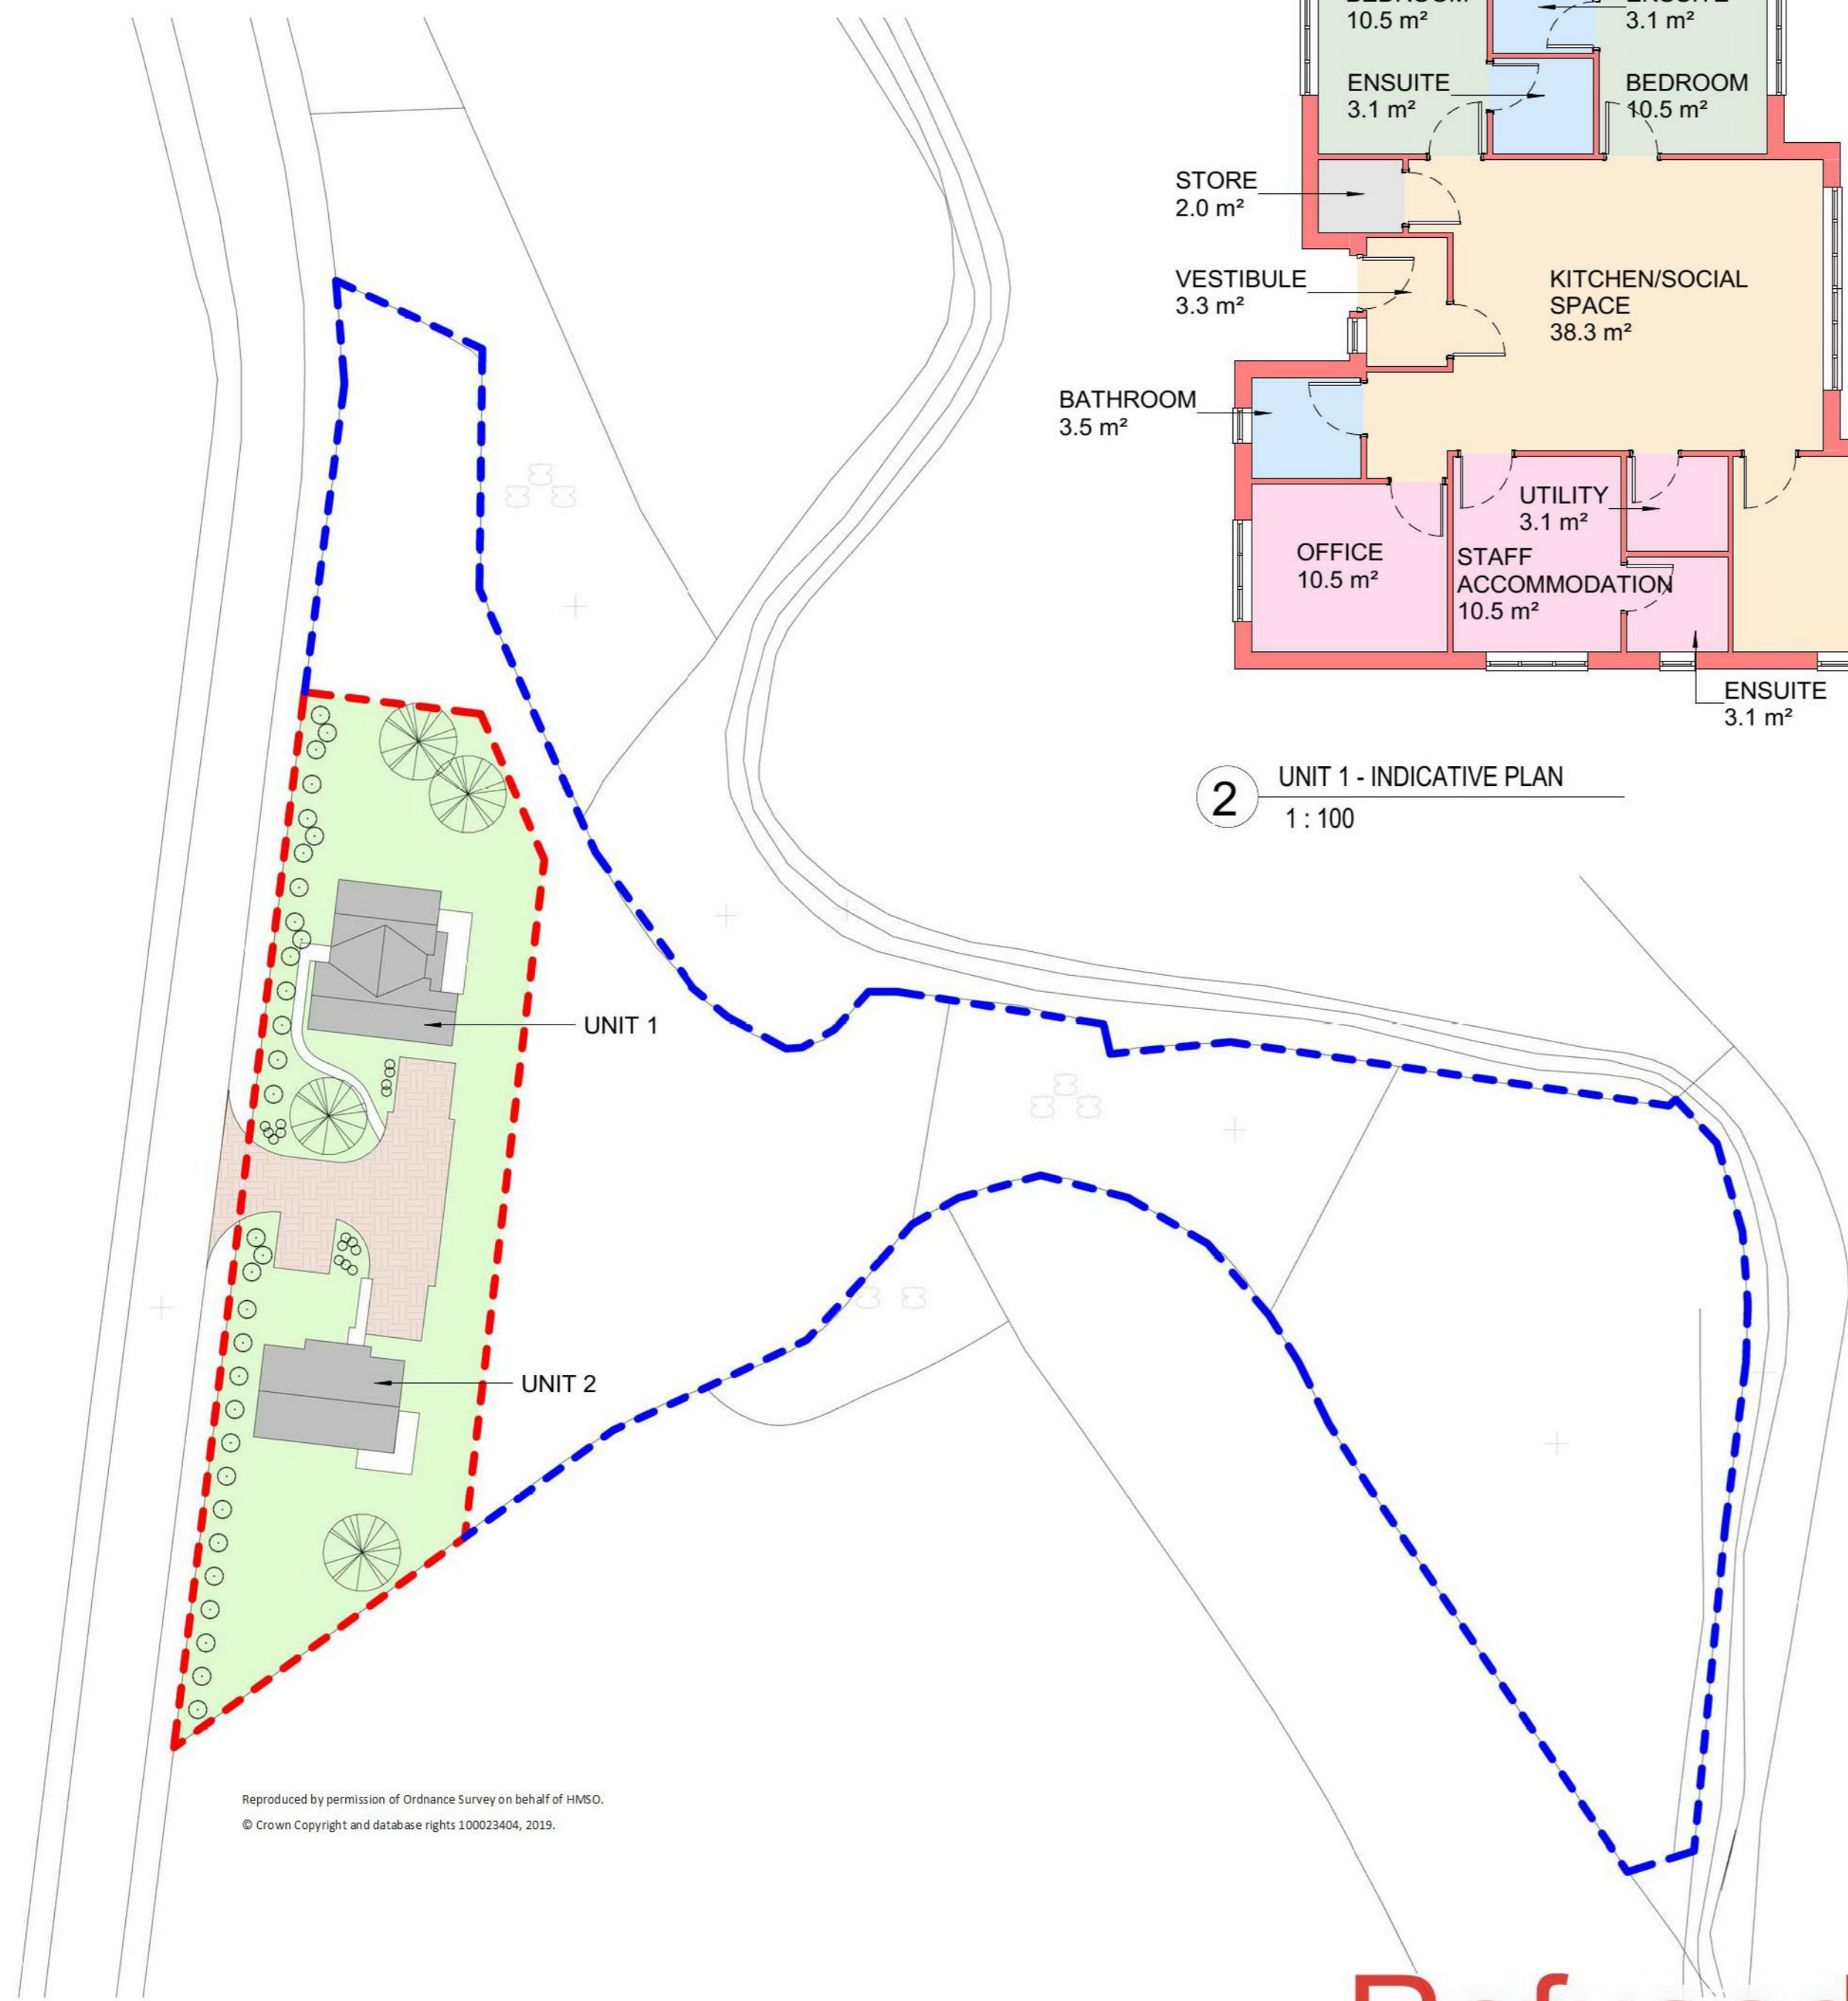 10.5 m²
3.1 m²
ENSUITE
3.1 m²
BEDROOM
10.5 m²
STORE
2.0 m²
VESTIBULE
3.3 m²
KITCHEN/SOCIAL
SPACE
38.3 m²
BATHROOM
3.5 m²
UTILITY
3.1 m²
OFFICE
10.5 m²
STAFF
ACCOMMODATION
10.5 m²
ENSUITE
3.1 m²
2
UNIT 1 - INDICATIVE PLAN
1 : 100
UNIT 1
UNIT 2
Reproduced by permission of Ordnance Survey on behalf of HMSO.
© Crown Copyright and database rights 100023404, 2019.